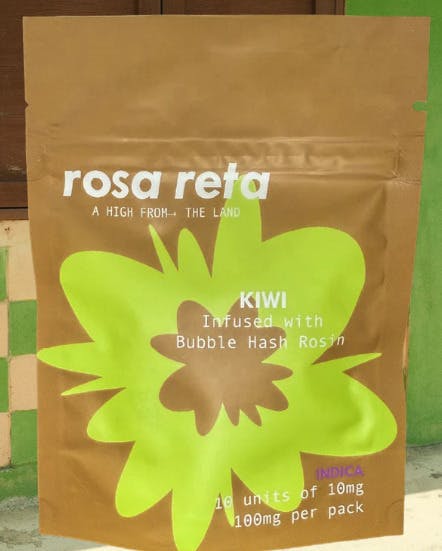 rosa reta
A HIGH FROM→ THE LAND
KIWI
Infused with
Bubble Hash Rosin
INDICA
10 units of 10mg
100mg per pack